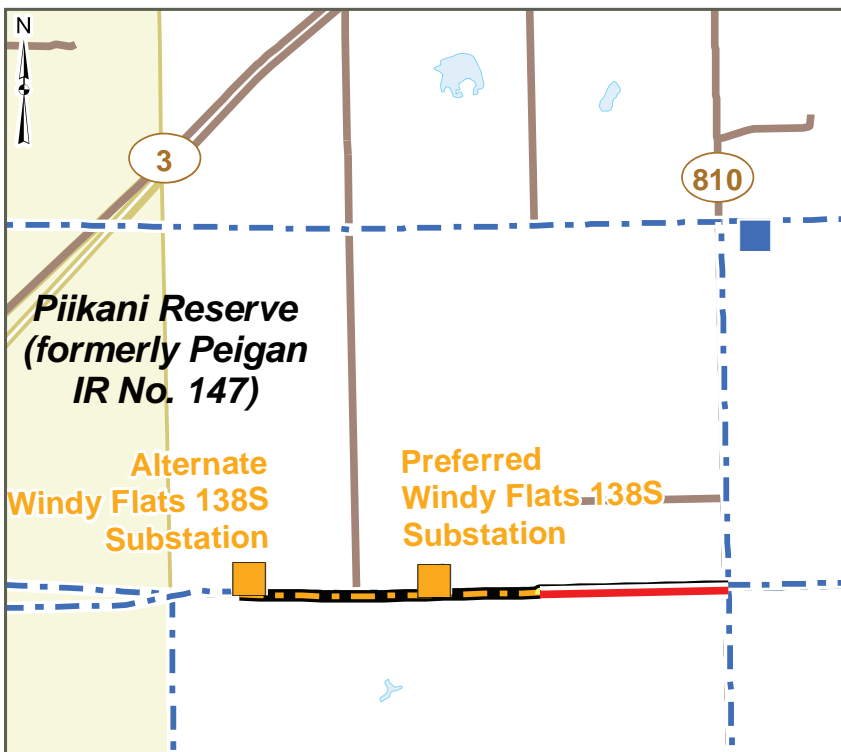 N
3
810
Piikani Reserve
(formerly Peigan
IR No. 147)
Alternate
Windy Flats 138S
Substation
Preferred
Windy Flats 138S
Substation